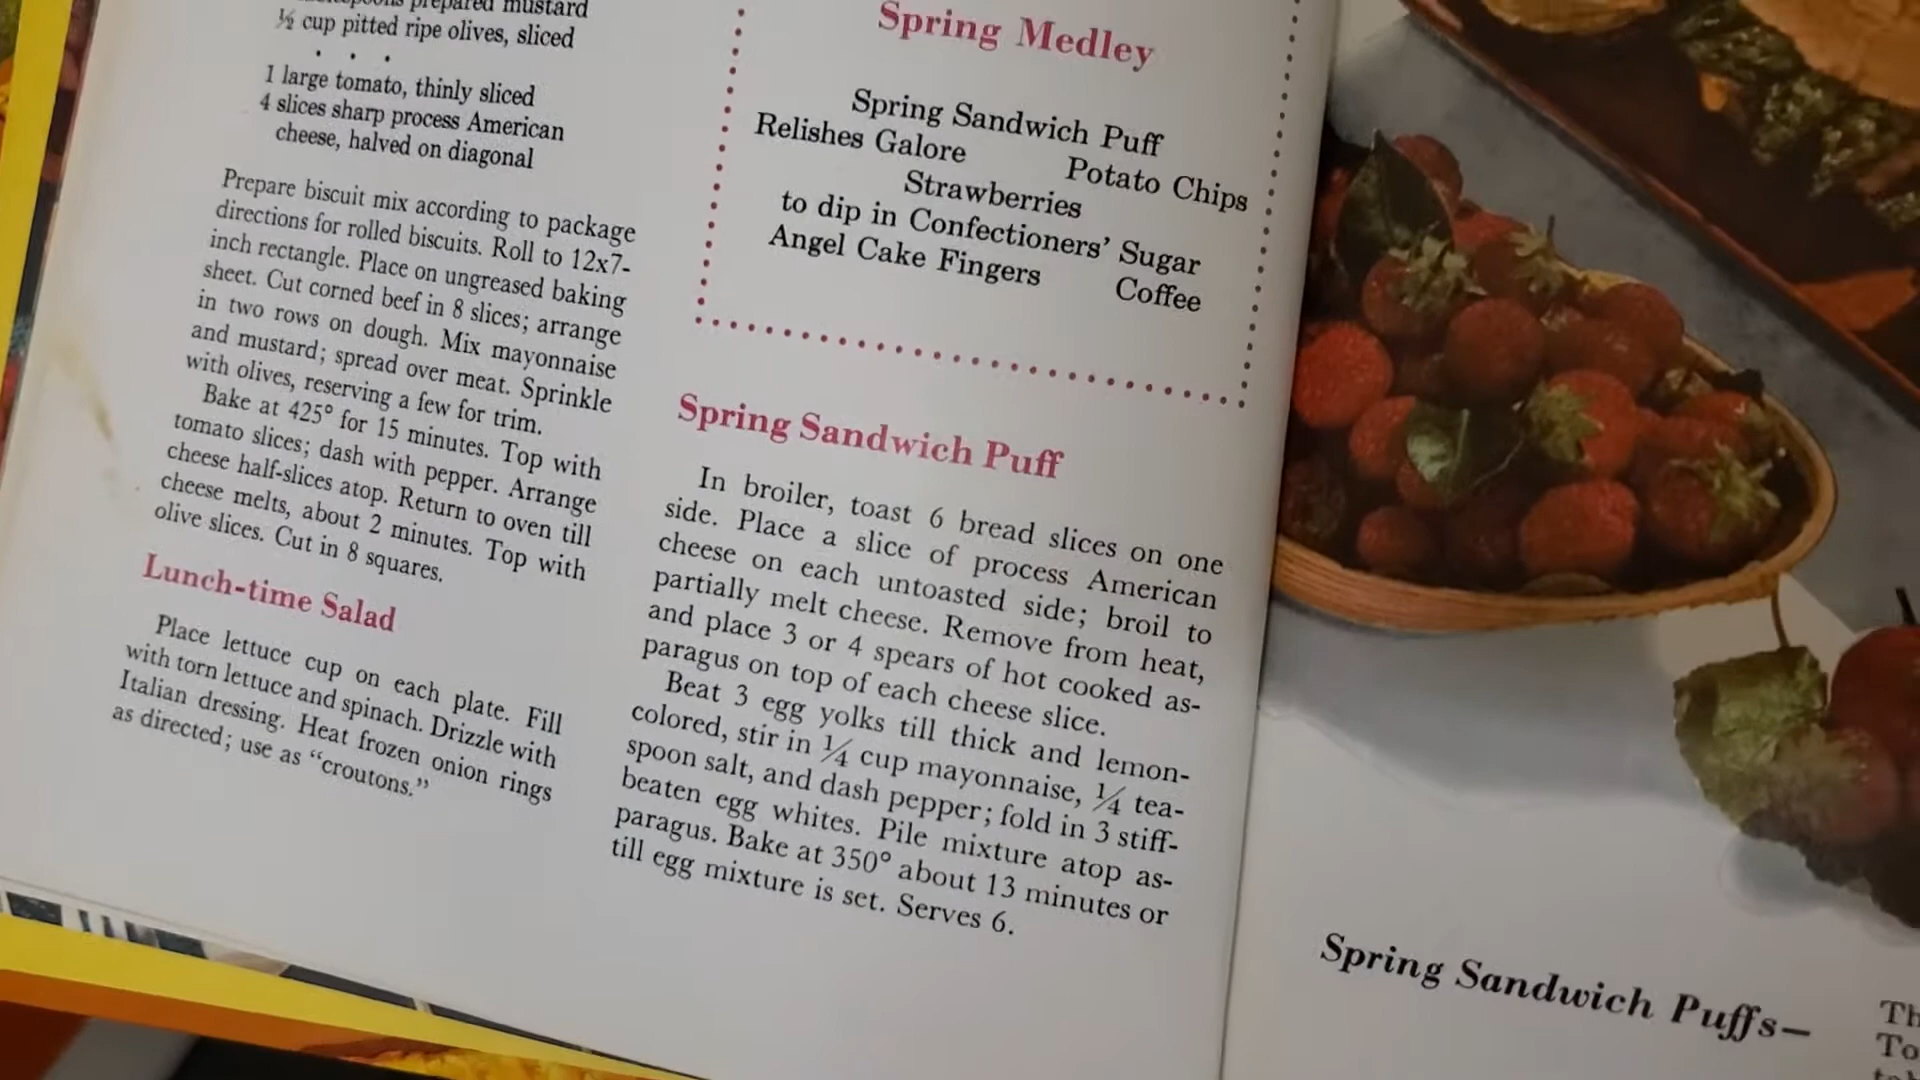 prepared mustard
½ cup pitted ripe olives, sliced
. . .
1 large tomato, thinly sliced
4 slices sharp process American
cheese, halved on diagonal
Prepare biscuit mix according to package
directions for rolled biscuits. Roll to 12x7-
inch rectangle. Place on ungreased baking
sheet. Cut corned beef in 8 slices; arrange
in two rows on dough. Mix mayonnaise
and mustard; spread over meat. Sprinkle
with olives, reserving a few for trim.
Bake at 425° for 15 minutes. Top with
tomato slices; dash with pepper. Arrange
cheese half-slices atop. Return to oven till
cheese melts, about 2 minutes. Top with
olive slices. Cut in 8 squares.
Lunch-time Salad
Place lettuce cup on each plate. Fill
with torn lettuce and spinach. Drizzle with
Italian dressing. Heat frozen onion rings
as directed; use as “croutons.”
Spring Medley
Spring Sandwich Puff
Relishes Galore Potato Chips
Strawberries
to dip in Confectioners’ Sugar
Angel Cake Fingers Coffee
Spring Sandwich Puff
In broiler, toast 6 bread slices on one
side. Place a slice of process American
cheese on each untoasted side; broil to
partially melt cheese. Remove from heat,
and place 3 or 4 spears of hot cooked as-
paragus on top of each cheese slice.
Beat 3 egg yolks till thick and lemon-
colored, stir in ¼ cup mayonnaise, ¼ tea-
spoon salt, and dash pepper; fold in 3 stiff-
beaten egg whites. Pile mixture atop as-
paragus. Bake at 350° about 13 minutes or
till egg mixture is set. Serves 6.
Spring Sandwich Puffs—
Th
To